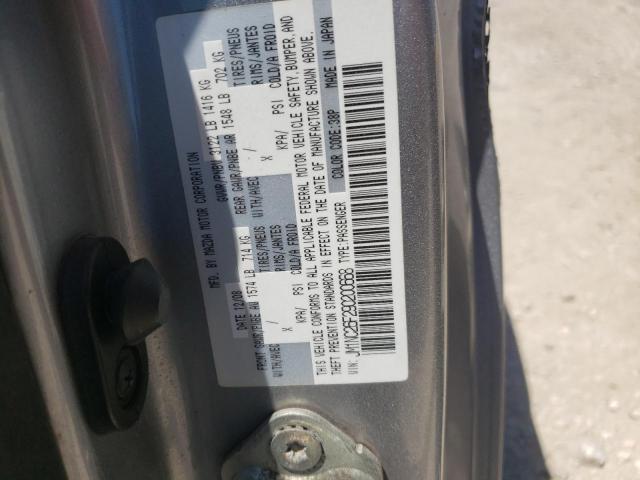 MFD. BY MAZDA MOTOR CORPORATION
DATE: 12/08 GVWR/PNBV 3122 LB 1416 KG
FRONT GAWR/PNBE AV 1574 LB 714 KG REAR GAWR/PNBE AR 1548 LB 702 KG
WITH/AVEC / TIRES/PNEUS WITH/AVEC / TIRES/PNEUS
X RIMS/JANTES X RIMS/JANTES
KPA/ PSI COLD/A FROID KPA/ PSI COLD/A FROID
THIS VEHICLE CONFORMS TO ALL APPLICABLE FEDERAL MOTOR VEHICLE SAFETY, BUMPER, AND
THEFT PREVENTION STANDARDS IN EFFECT ON THE DATE OF MANUFACTURE SHOWN ABOVE.
VIN: JM1NC26F290200668 TYPE:PASSENGER COLOR CODE:38P MADE IN JAPAN